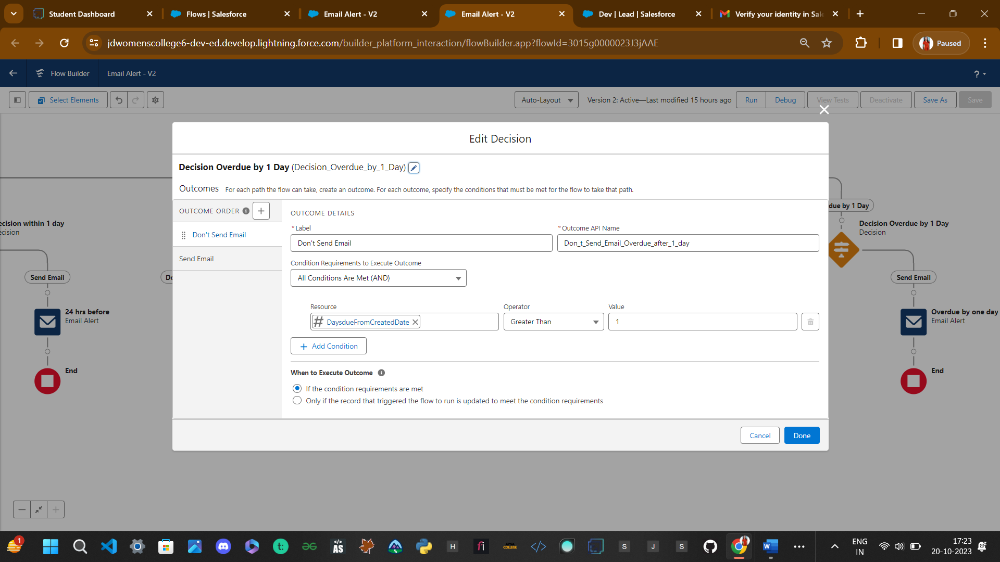 Student Dashboard
Flows | Salesforce
Email Alert - V2
Email Alert - V2
Dev | Lead | Salesforce
Verify your identity in Sale
jdwomenscollege6-dev-ed.develop.lightning.force.com/builder_platform_interaction/flowBuilder.app?flowId=3015g0000023J3jAAE
Paused
Flow Builder
Email Alert - V2
?
Select Elements
Auto-Layout
Version 2: Active—Last modified 15 hours ago
Run
Debug
View Tests
Deactivate
Save As
Save
Edit Decision
Decision Overdue by 1 Day (Decision_Overdue_by_1_Day)
Outcomes For each path the flow can take, create an outcome. For each outcome, specify the conditions that must be met for the flow to take that path.
OUTCOME ORDER
Don't Send Email
Send Email
OUTCOME DETAILS
* Label
Don't Send Email
* Outcome API Name
Don_t_Send_Email_Overdue_after_1_day
Condition Requirements to Execute Outcome
All Conditions Are Met (AND)
Resource
DaysdueFromCreatedDate
Operator
Greater Than
Value
1
Add Condition
When to Execute Outcome
If the condition requirements are met
Only if the record that triggered the flow to run is updated to meet the condition requirements
Cancel
Done
ecision within 1 day
ecision
Send Email
Do
24 hrs before
Email Alert
End
due by 1 Day
Decision Overdue by 1 Day
Decision
Send Email
Overdue by one day
Email Alert
End
1
t:
</>
AS
H
fi
APNA
COLLEGE
</>
S
J
S
W
ENG
IN
17:23
20-10-2023